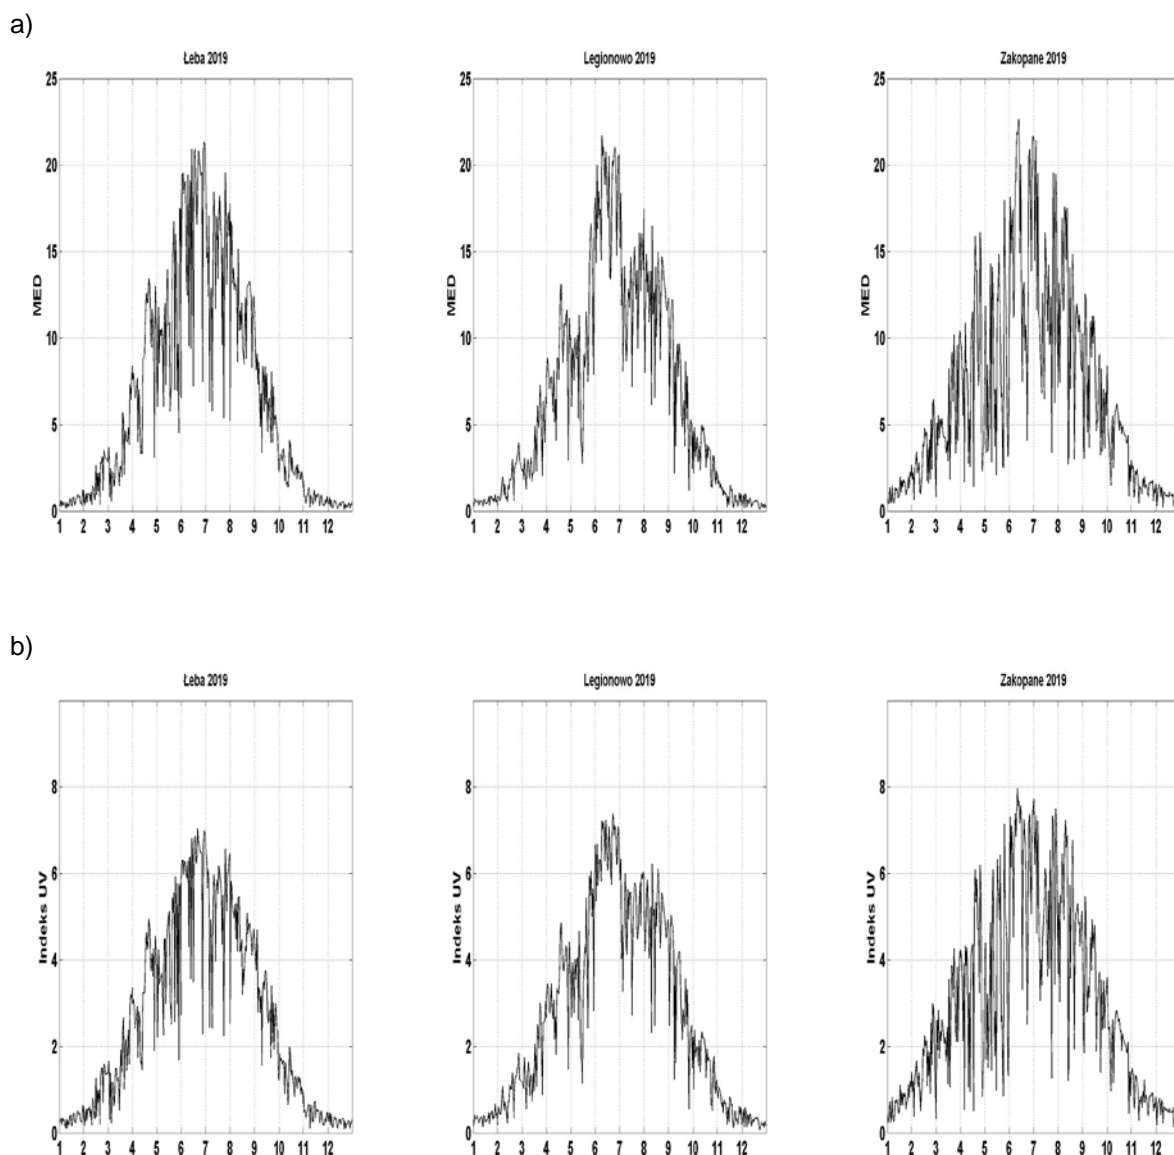 a)
Łeba 2019 Legionowo 2019 Zakopane 2019
25 25 25
20 20 20
15 15 15
MED MED MED
10 10 10
5 5 5
0 0 0
1 2 3 4 5 6 7 8 9 10 11 12 1 2 3 4 5 6 7 8 9 10 11 12 1 2 3 4 5 6 7 8 9 10 11 12
b)
Łeba 2019 Legionowo 2019 Zakopane 2019
8 8 8
6 6 6
Indeks UV Indeks UV Indeks UV
4 4 4
2 2 2
0 0 0
1 2 3 4 5 6 7 8 9 10 11 12 1 2 3 4 5 6 7 8 9 10 11 12 1 2 3 4 5 6 7 8 9 10 11 12